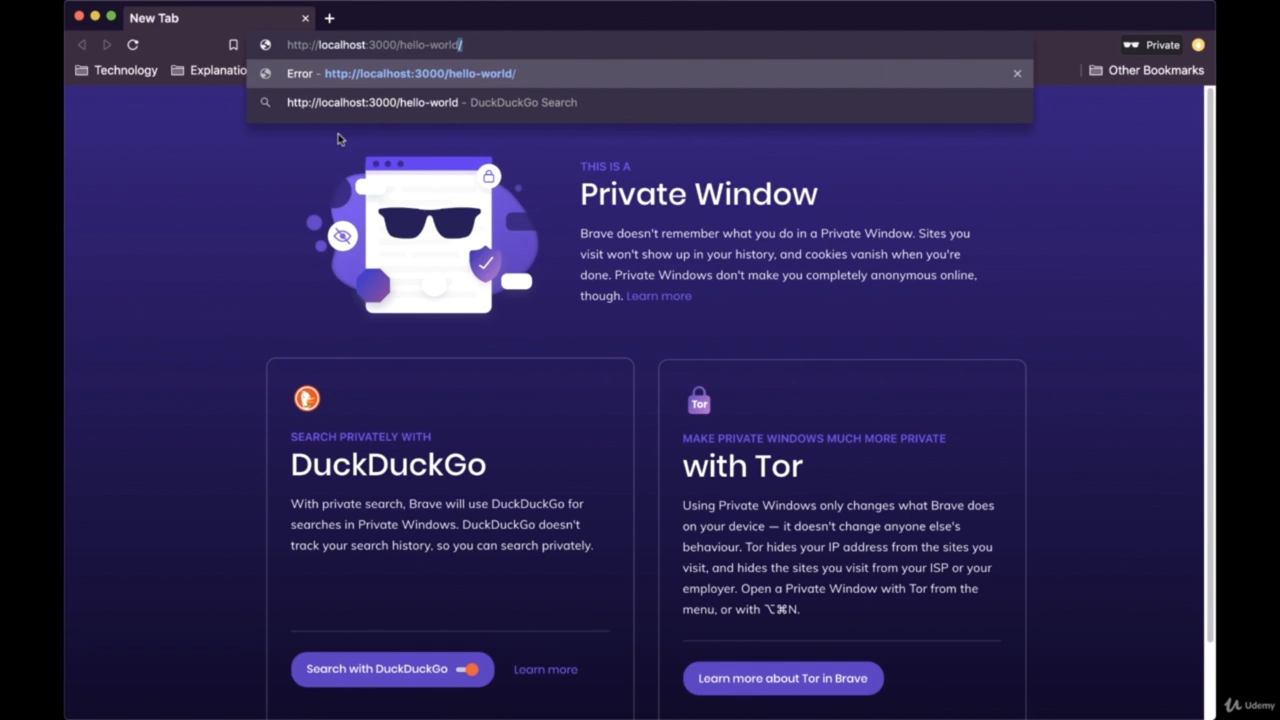 New Tab
http://localhost:3000/hello-world/
Private
Technology
Explanatio
Other Bookmarks
Error - http://localhost:3000/hello-world/
http://localhost:3000/hello-world - DuckDuckGo Search
THIS IS A
Private Window
Brave doesn't remember what you do in a Private Window. Sites you
visit won't show up in your history, and cookies vanish when you're
done. Private Windows don't make you completely anonymous online,
though. Learn more
SEARCH PRIVATELY WITH
DuckDuckGo
With private search, Brave will use DuckDuckGo for
searches in Private Windows. DuckDuckGo doesn't
track your search history, so you can search privately.
Search with DuckDuckGo
Learn more
Tor
MAKE PRIVATE WINDOWS MUCH MORE PRIVATE
with Tor
Using Private Windows only changes what Brave does
on your device — it doesn't change anyone else's
behaviour. Tor hides your IP address from the sites you
visit, and hides the sites you visit from your ISP or your
employer. Open a Private Window with Tor from the
menu, or with ⌥⌘N.
Learn more about Tor in Brave
Udemy